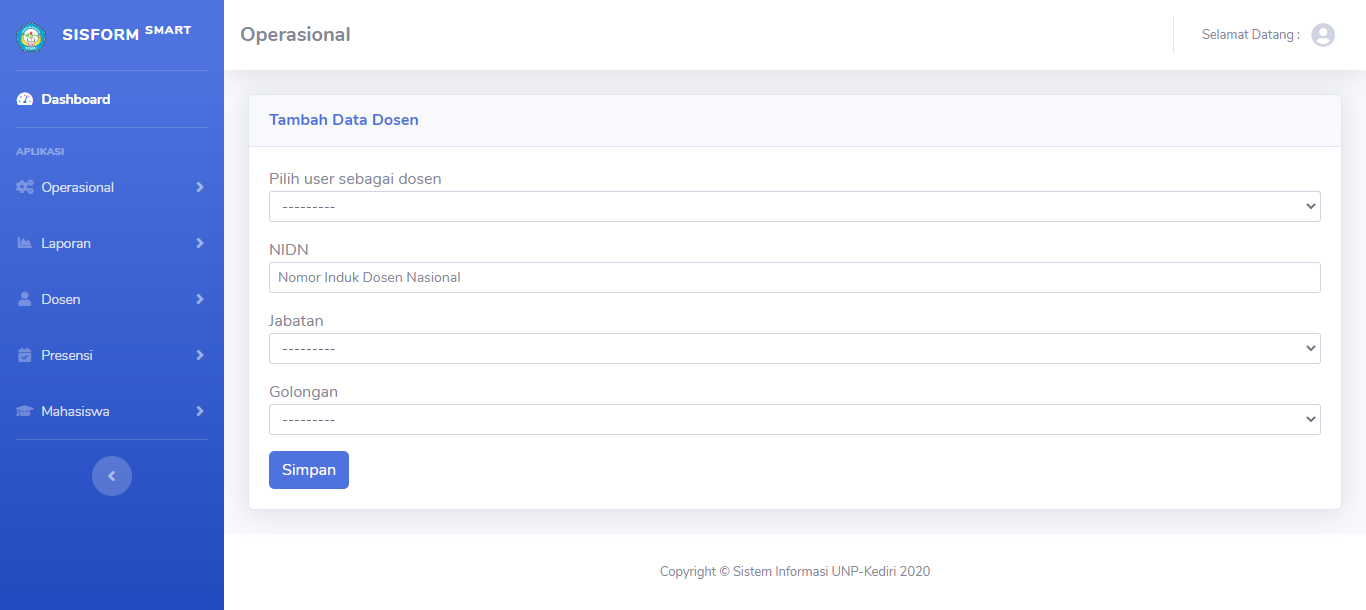 SISFORM SMART
Operasional
Selamat Datang :
Dashboard
APLIKASI
Operasional
Laporan
Dosen
Presensi
Mahasiswa
Tambah Data Dosen
Pilih user sebagai dosen
---------
NIDN
Nomor Induk Dosen Nasional
Jabatan
---------
Golongan
---------
Simpan
Copyright © Sistem Informasi UNP-Kediri 2020